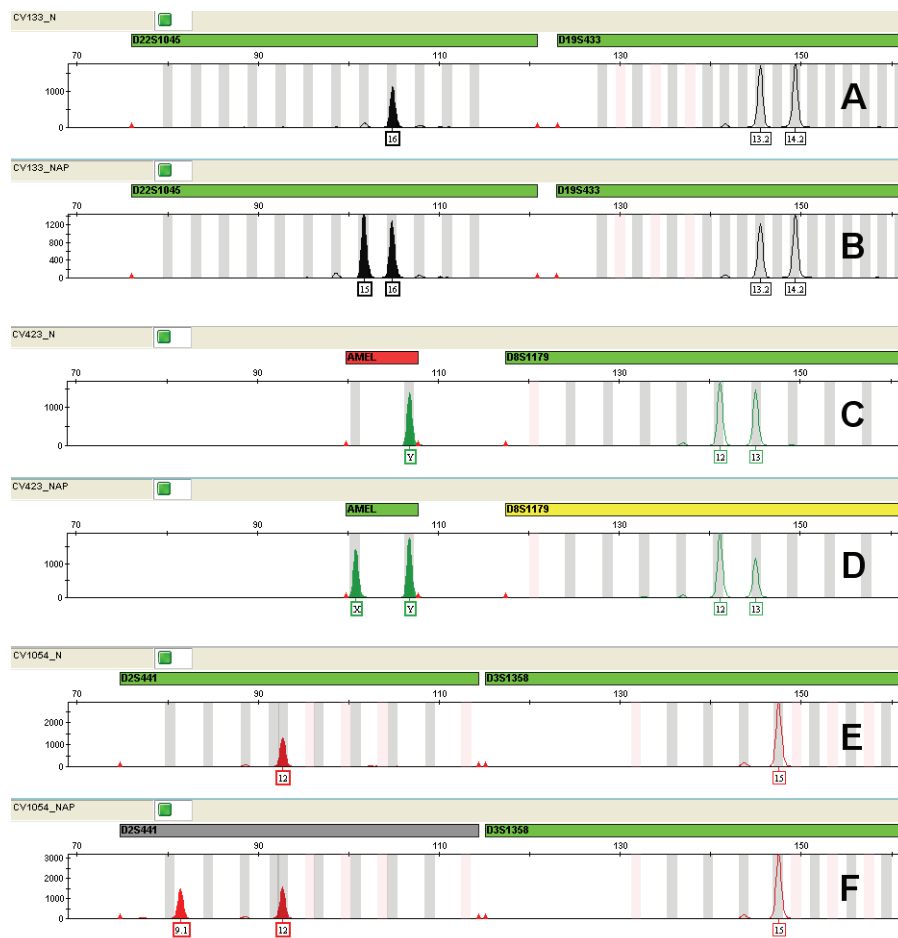 CV133_N
D22S1045 D19S433
70 90 110 130 150
1000
0
16 13.2 14.2
A
CV133_NAP
D22S1045 D19S433
70 90 110 130 150
1200
800
400
0
15 16 13.2 14.2
B
CV423_N
AMEL D8S1179
70 90 110 130 150
1000
0
Y 12 13
C
CV423_NAP
AMEL D8S1179
70 90 110 130 150
1000
0
X Y 12 13
D
CV1054_N
D2S441 D3S1358
70 90 110 130 150
2000
1000
0
12 15
E
CV1054_NAP
D2S441 D3S1358
70 90 110 130 150
3000
2000
1000
0
9.1 12 15
F